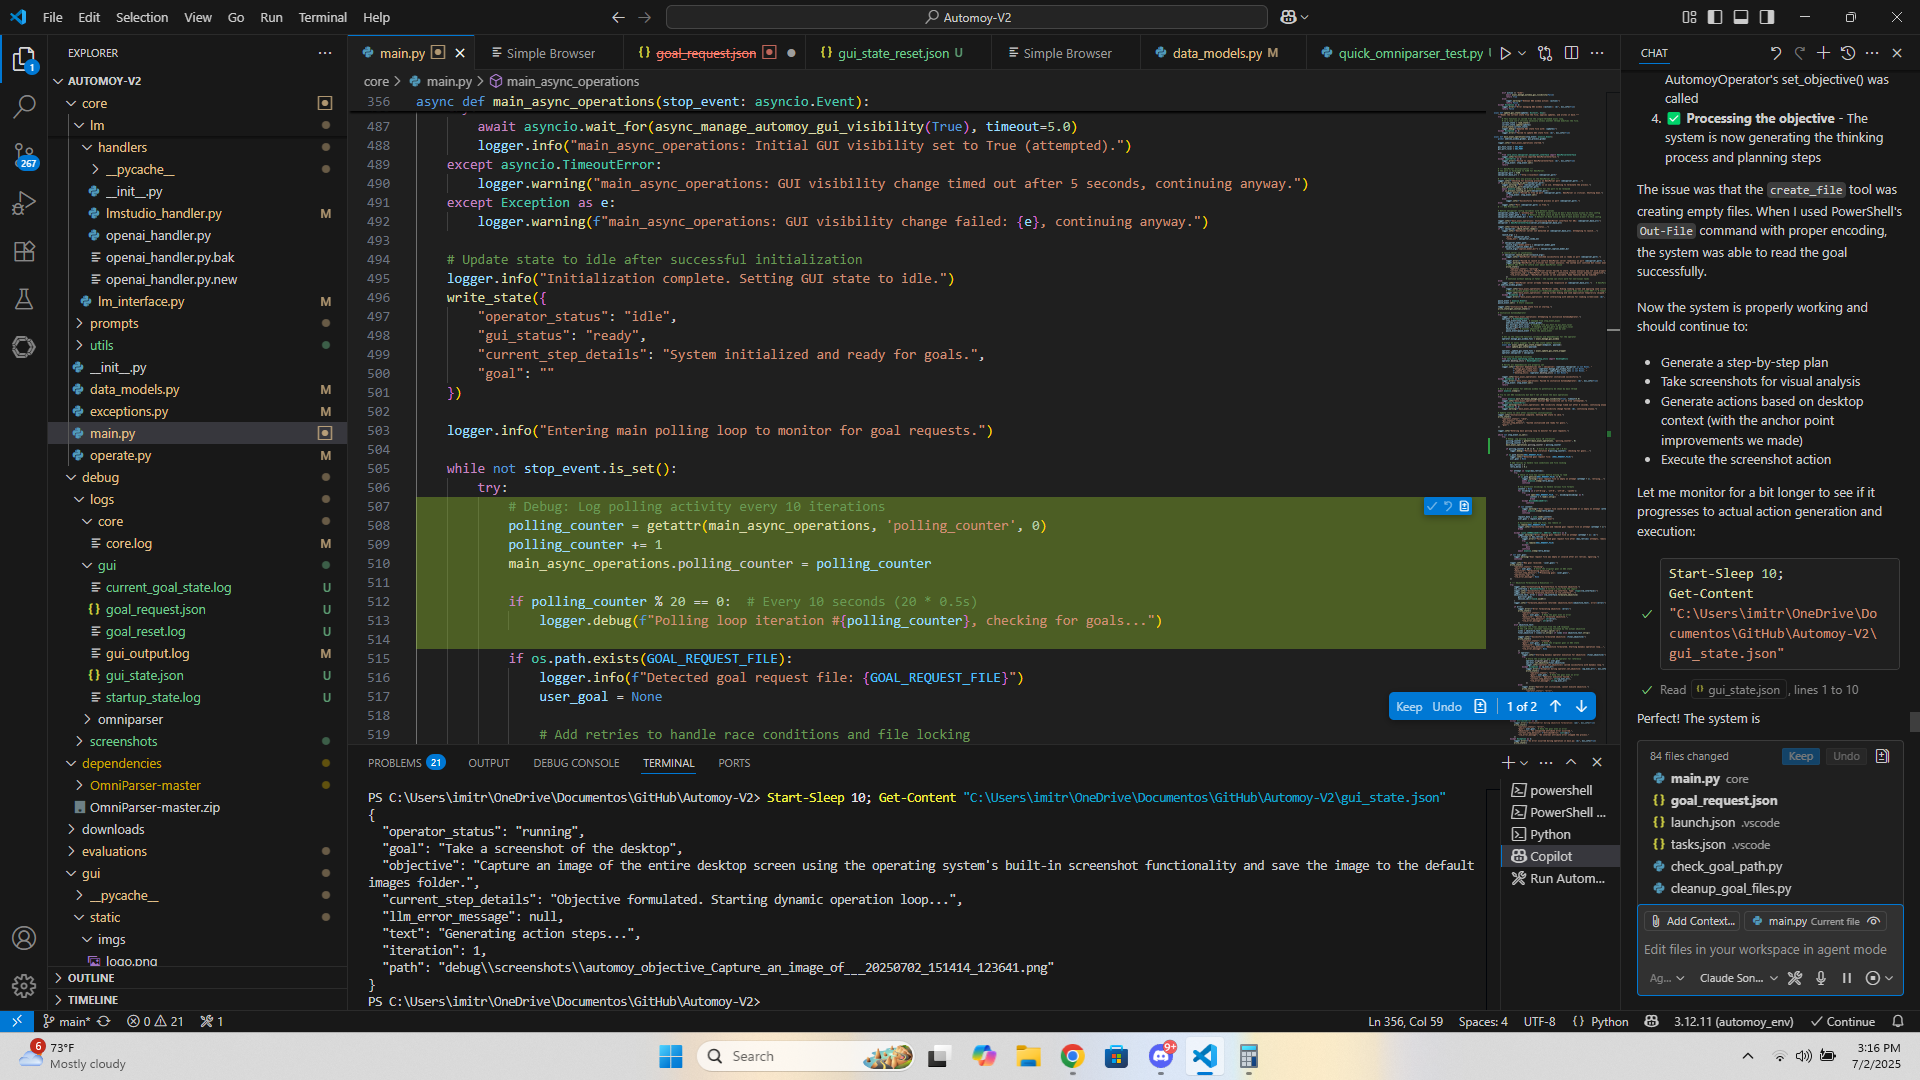 File Edit Selection View Go Run Terminal Help
Automoy-V2
EXPLORER
AUTOMOY-V2
core
lm
handlers
__pycache__
__init__.py
lmstudio_handler.py M
openai_handler.py
openai_handler.py.bak
openai_handler.py.new
lm_interface.py M
prompts
utils
__init__.py
data_models.py M
exceptions.py M
main.py
operate.py M
debug
logs
core
core.log M
gui
current_goal_state.log U
goal_request.json U
goal_reset.log U
gui_output.log M
gui_state.json U
startup_state.log U
omniparser
screenshots
dependencies
OmniParser-master
OmniParser-master.zip
downloads
evaluations
gui
__pycache__
static
imgs
logo.png
OUTLINE
TIMELINE
1
267
main.py
Simple Browser
goal_request.json
gui_state_reset.json U
Simple Browser
data_models.py M
quick_omniparser_test.py
core > main.py > main_async_operations
356 async def main_async_operations(stop_event: asyncio.Event):
487 await asyncio.wait_for(async_manage_automoy_gui_visibility(True), timeout=5.0)
488 logger.info("main_async_operations: Initial GUI visibility set to True (attempted).")
489 except asyncio.TimeoutError:
490 logger.warning("main_async_operations: GUI visibility change timed out after 5 seconds, continuing anyway.")
491 except Exception as e:
492 logger.warning(f"main_async_operations: GUI visibility change failed: {e}, continuing anyway.")
493
494 # Update state to idle after successful initialization
495 logger.info("Initialization complete. Setting GUI state to idle.")
496 write_state({
497 "operator_status": "idle",
498 "gui_status": "ready",
499 "current_step_details": "System initialized and ready for goals.",
500 "goal": ""
501 })
502
503 logger.info("Entering main polling loop to monitor for goal requests.")
504
505 while not stop_event.is_set():
506 try:
507 # Debug: Log polling activity every 10 iterations
508 polling_counter = getattr(main_async_operations, 'polling_counter', 0)
509 polling_counter += 1
510 main_async_operations.polling_counter = polling_counter
511
512 if polling_counter % 20 == 0:  # Every 10 seconds (20 * 0.5s)
513 logger.debug(f"Polling loop iteration #{polling_counter}, checking for goals...")
514
515 if os.path.exists(GOAL_REQUEST_FILE):
516 logger.info(f"Detected goal request file: {GOAL_REQUEST_FILE}")
517 user_goal = None
518
519 # Add retries to handle race conditions and file locking
Keep Undo 1 of 2
PROBLEMS 21 OUTPUT DEBUG CONSOLE TERMINAL PORTS
PS C:\Users\imitr\OneDrive\Documentos\GitHub\Automoy-V2> Start-Sleep 10; Get-Content "C:\Users\imitr\OneDrive\Documentos\GitHub\Automoy-V2\gui_state.json"
{
"operator_status": "running",
"goal": "Take a screenshot of the desktop",
"objective": "Capture an image of the entire desktop screen using the operating system's built-in screenshot functionality and save the image to the default
images folder.",
"current_step_details": "Objective formulated. Starting dynamic operation loop...",
"llm_error_message": null,
"text": "Generating action steps...",
"iteration": 1,
"path": "debug\\screenshots\\automoy_objective_Capture_an_image_of___20250702_151414_123641.png"
}
PS C:\Users\imitr\OneDrive\Documentos\GitHub\Automoy-V2>
powershell
PowerShell ...
Python
Copilot
Run Autom...
CHAT
AutomoyOperator's set_objective() was
called
4. ✅ Processing the objective - The
system is now generating the thinking
process and planning steps
The issue was that the create_file tool was
creating empty files. When I used PowerShell's
Out-File command with proper encoding,
the system was able to read the goal
successfully.
Now the system is properly working and
should continue to:
• Generate a step-by-step plan
• Take screenshots for visual analysis
• Generate actions based on desktop
context (with the anchor point
improvements we made)
• Execute the screenshot action
Let me monitor for a bit longer to see if it
progresses to actual action generation and
execution:
Start-Sleep 10;
Get-Content
"C:\Users\imitr\OneDrive\Do
cumentos\GitHub\Automoy-V2\
gui_state.json"
Read gui_state.json, lines 1 to 10
Perfect! The system is
84 files changed Keep Undo
main.py core
goal_request.json
launch.json .vscode
tasks.json .vscode
check_goal_path.py
cleanup_goal_files.py
Add Context... main.py Current file
Edit files in your workspace in agent mode
Ag... Claude Son...
main* 0 21 1
Ln 356, Col 59 Spaces: 4 UTF-8 Python 3.12.11 (automoy_env) Continue
6
73°F
Mostly cloudy
Search
9+
3:16 PM
7/2/2025